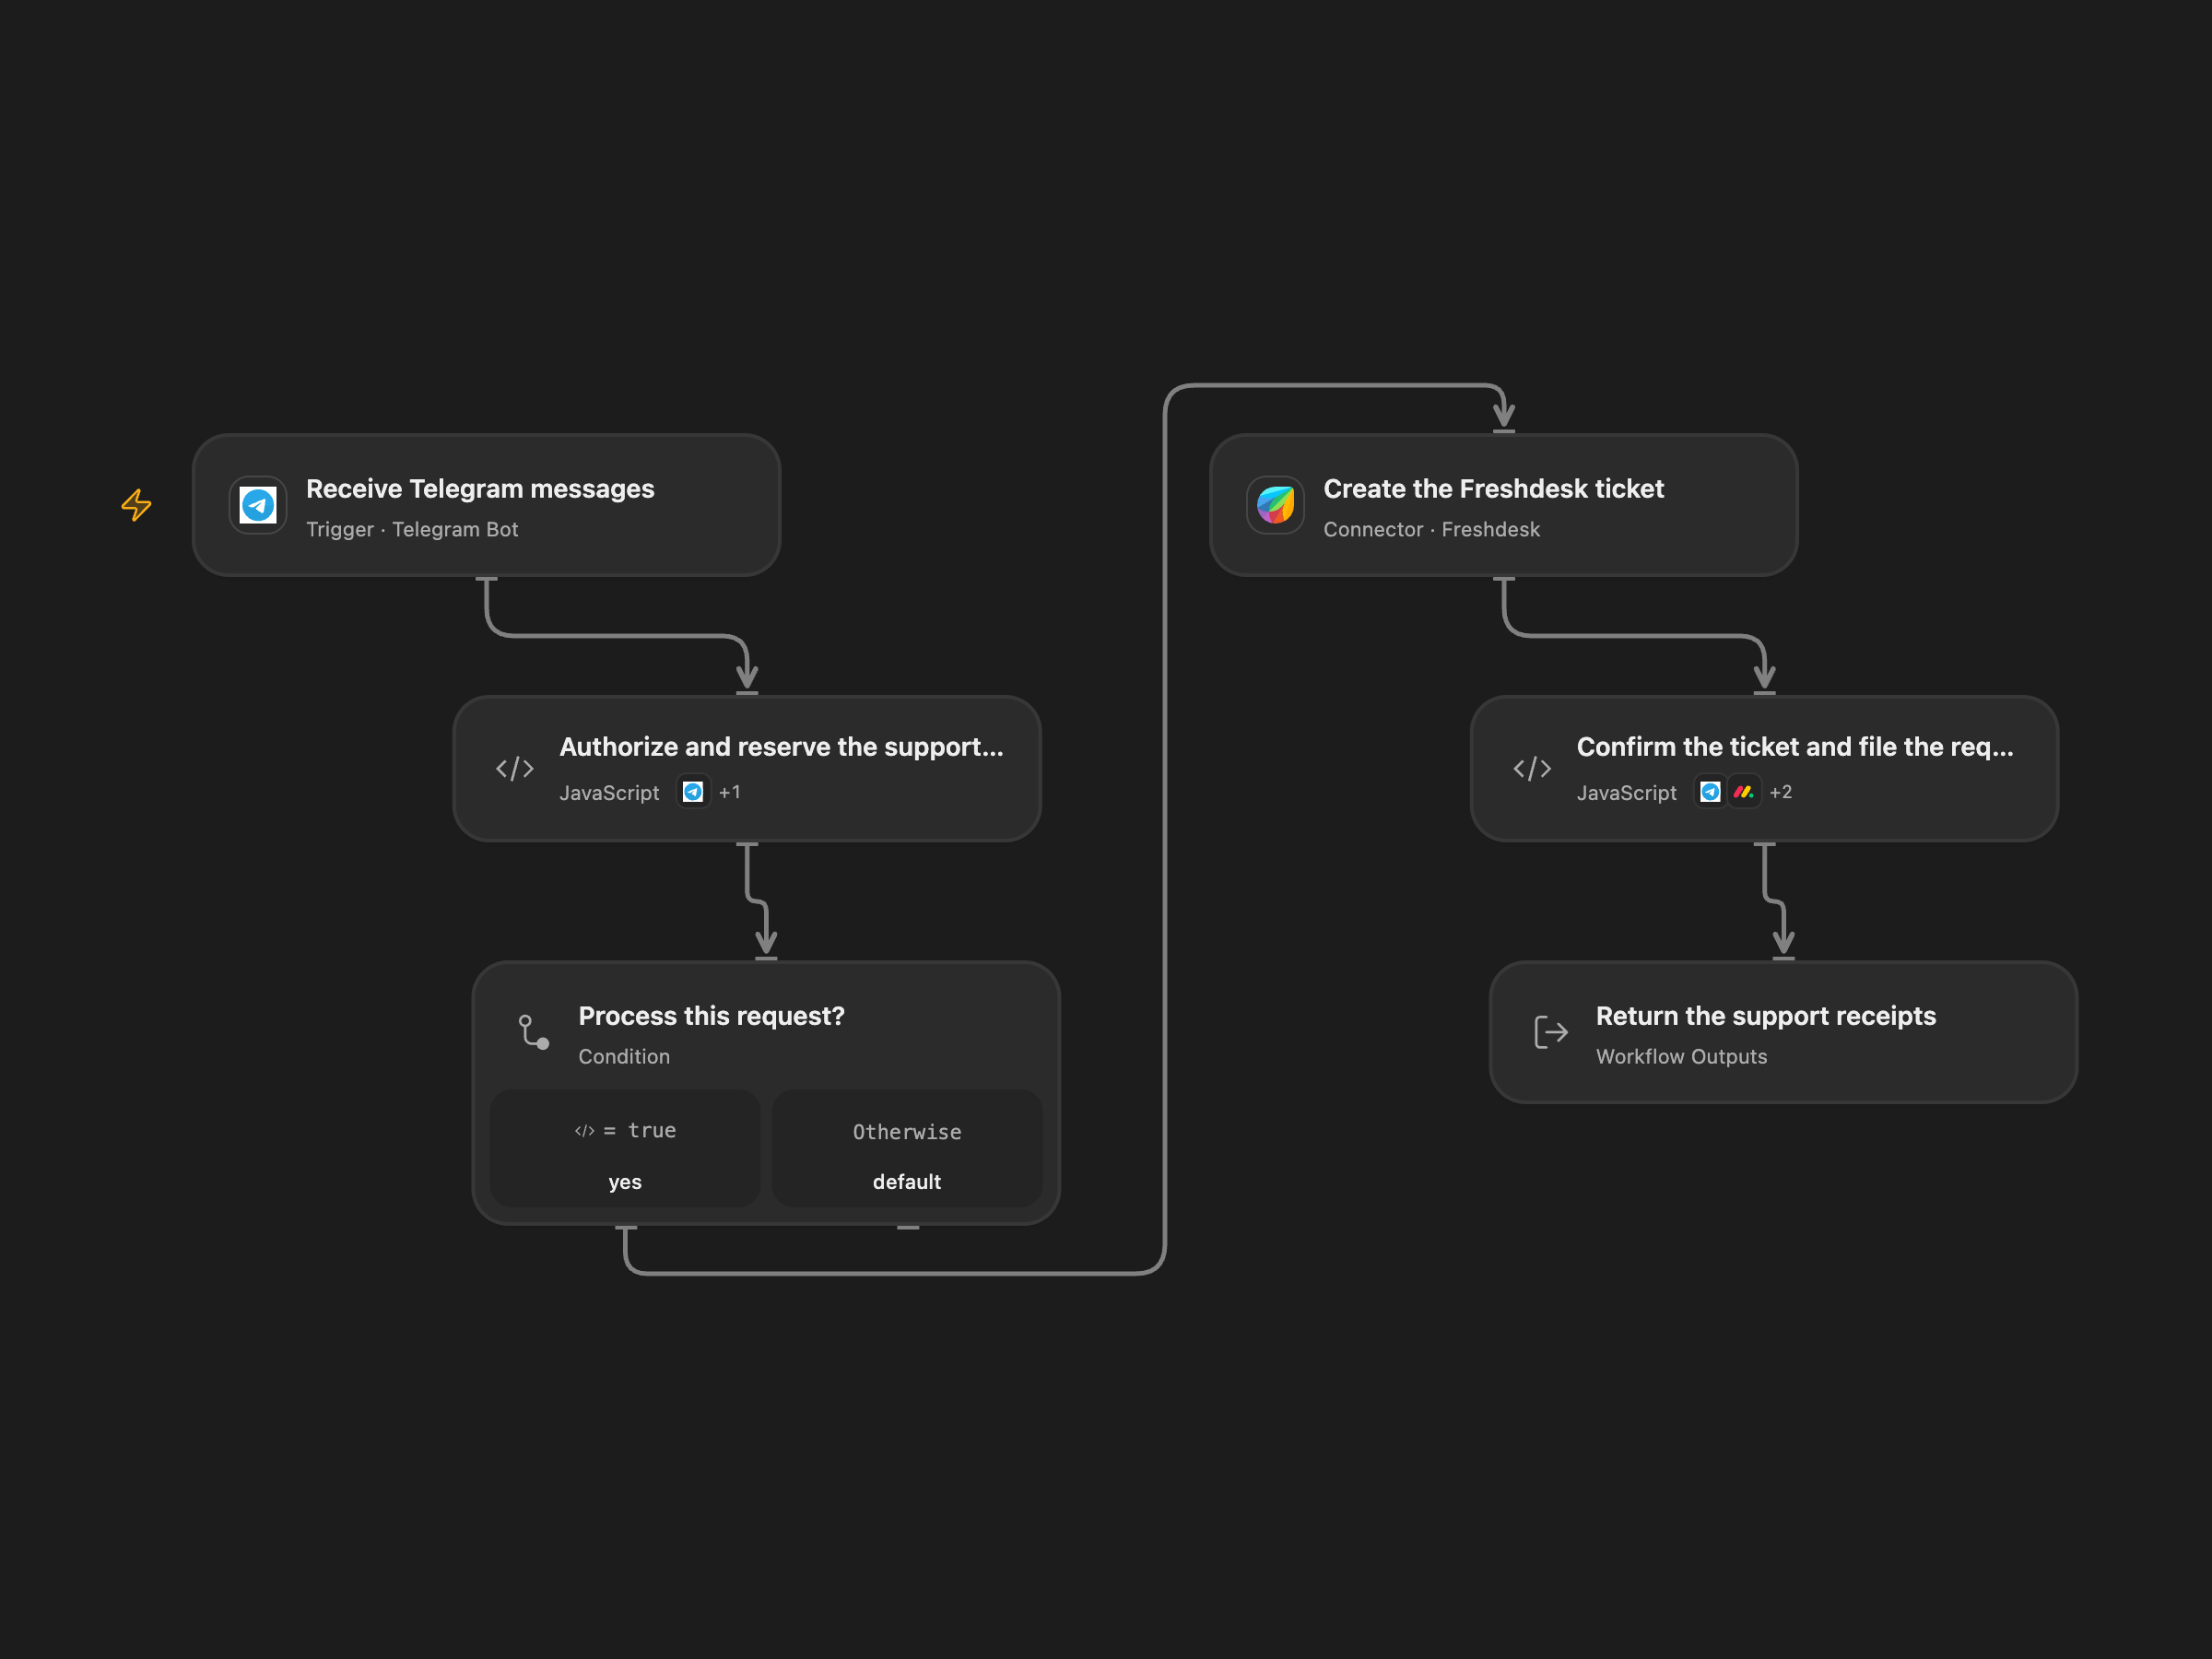 Receive Telegram messages
Trigger · Telegram Bot
Authorize and reserve the support...
JavaScript +1
Process this request?
Condition
</> = true
yes
Otherwise
default
Create the Freshdesk ticket
Connector · Freshdesk
Confirm the ticket and file the req...
JavaScript +2
Return the support receipts
Workflow Outputs